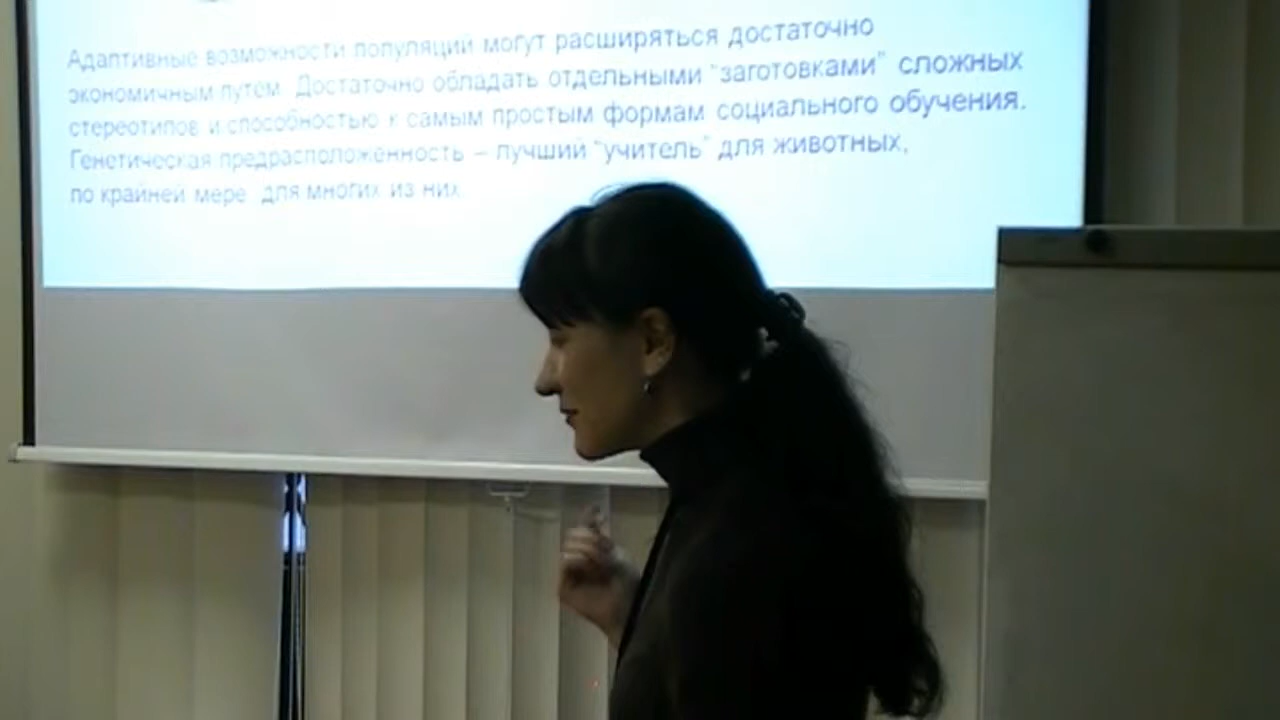 Адаптивные возможности популяций могут расширяться достаточно
экономичным путем. Достаточно обладать отдельными "заготовками" сложных
стереотипов и способностью к самым простым формам социального обучения.
Генетическая предрасположенность – лучший "учитель" для животных,
по крайней мере для многих из них